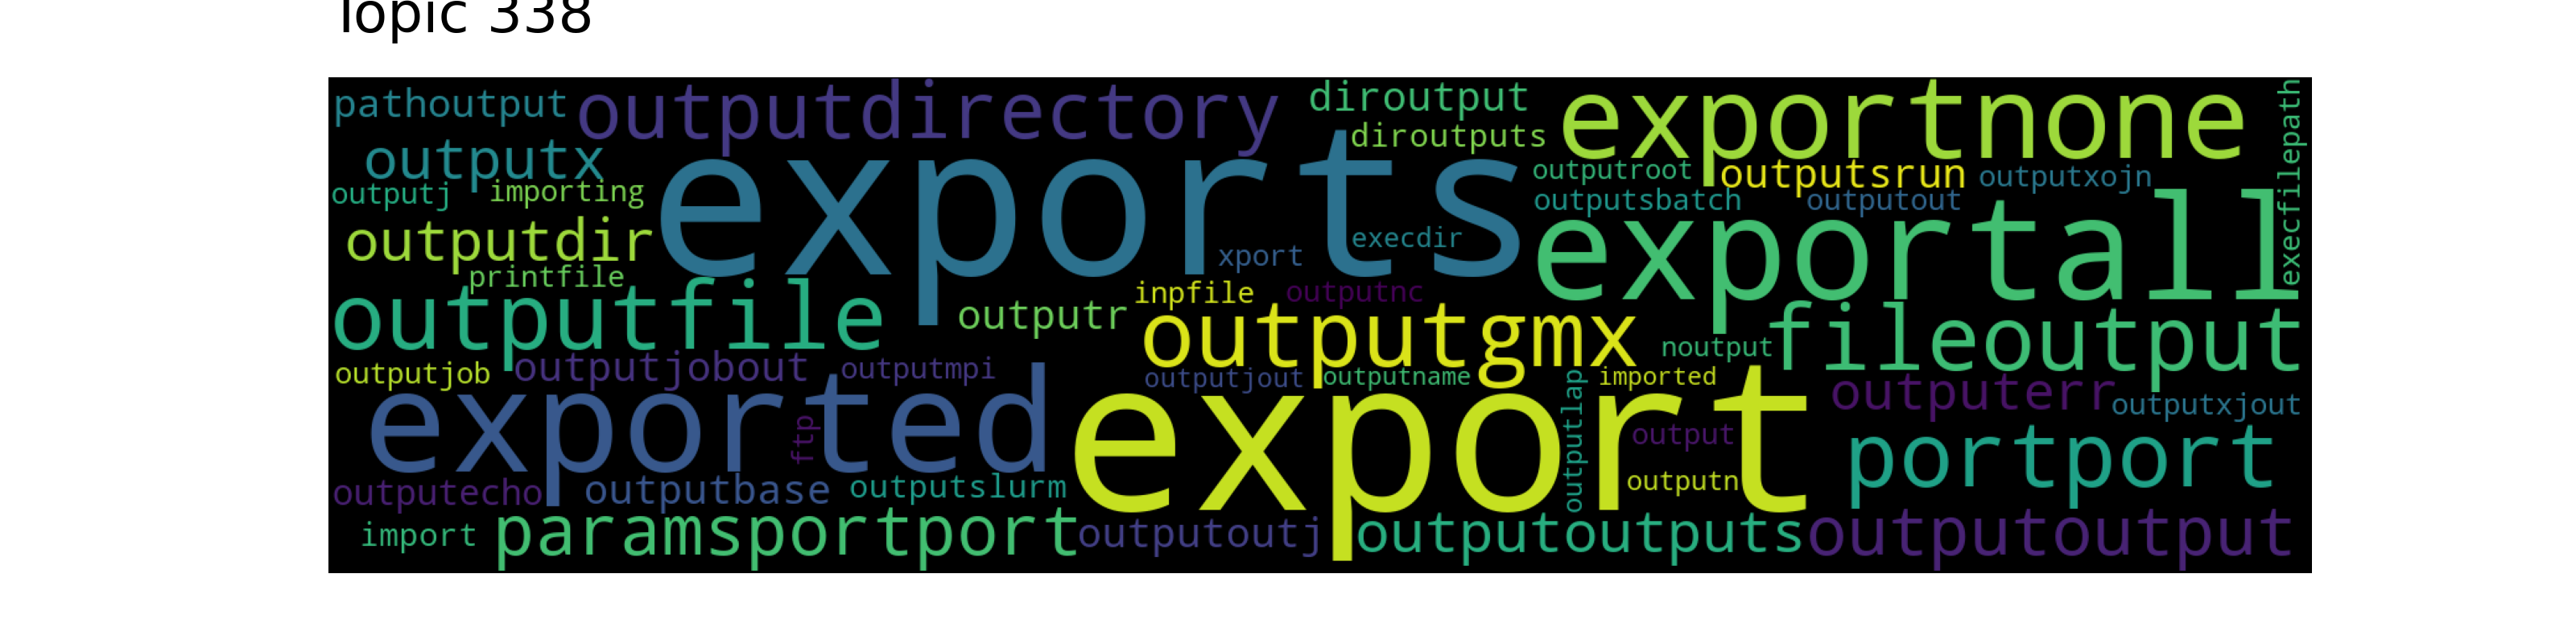 Topic 338
pathoutput outputdirectory diroutput exportnone
diroutputs
outputx exports outputroot outputsrun outputxojn
outputj importing outputsbatch outputout execfilepath
outputdir xport execdir exportall
printfile
outputfile outputr inpfile outputnc
outputgmx noutput fileoutput
outputjob outputjobout outputmpi outputjout outputname imported
exported ftp export outputlap output outputerr outputxjout
outputn portport
outputecho outputbase outputslurm
import paramsportport outputoutj outputoutputs outputoutput